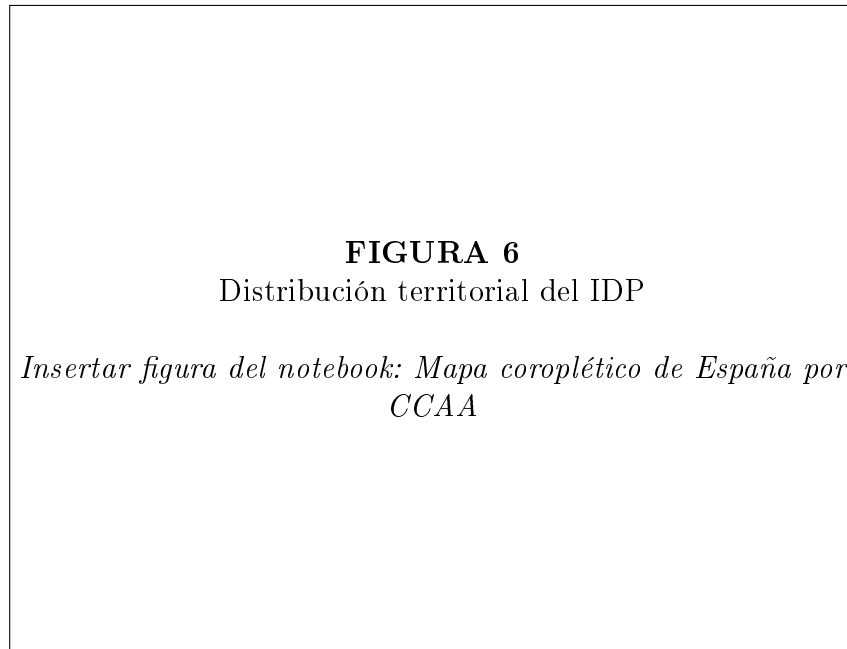 FIGURA 6
Distribución territorial del IDP
Insertar figura del notebook: Mapa coroplético de España por
CCAA